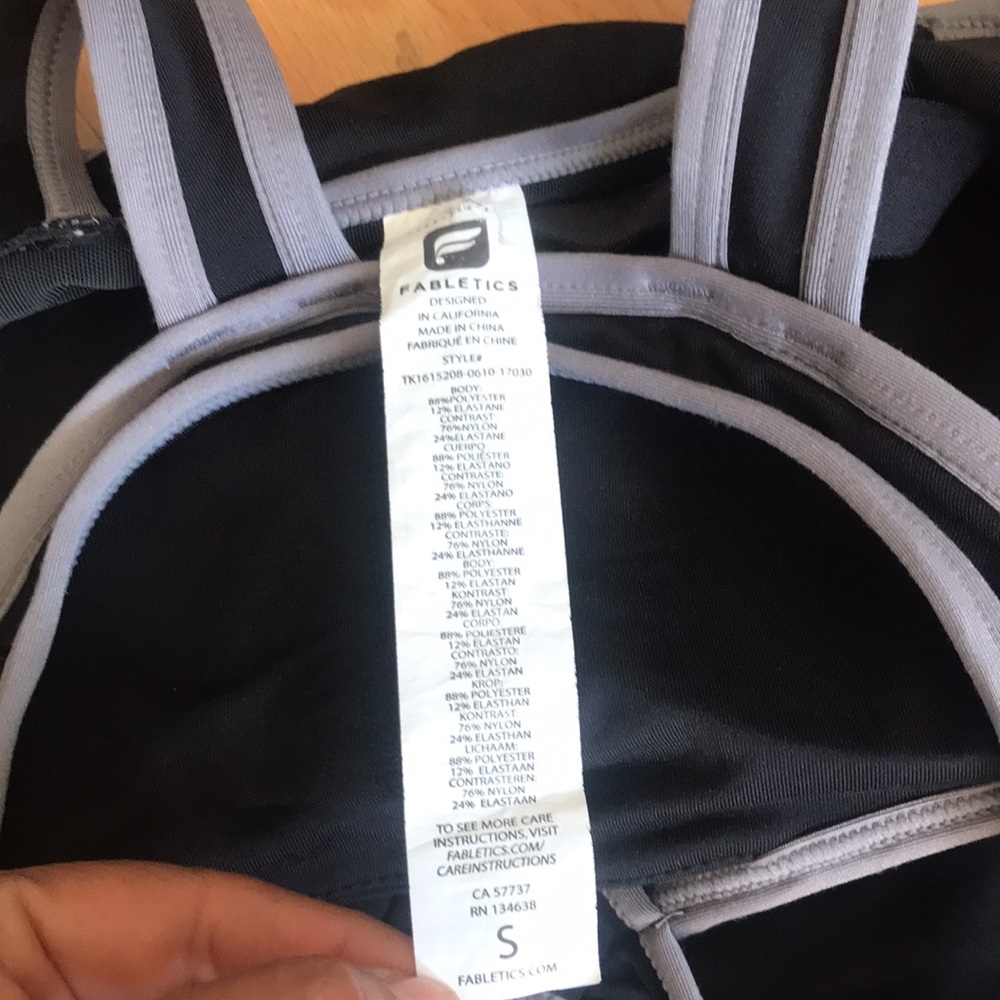 FABLETICS
DESIGNED
IN CALIFORNIA
MADE IN CHINA
FABRIQUÉ EN CHINE
STYLE#
TK1615208-0610-17030
BODY:
88%POLYESTER
12% ELASTANE
CONTRAST:
76%NYLON
24%ELASTANE
CUERPO
88% POLIÉSTER
12% ELASTANO
CONTRASTE:
76% NYLON
24% ELASTANO
CORPS:
88% POLYESTER
12% ELASTHANNE
CONTRASTE:
76% NYLON
24% ELASTHANNE
BODY:
88% POLYESTER
12% ELASTAN
KONTRAST
76% NYLON
24% ELASTAN
CORPO:
88% POLIESTERE
12% ELASTAN
CONTRASTO:
76% NYLON
24% ELASTAN
KROP:
88% POLYESTER
12% ELASTHAN
KONTRAST
76% NYLON
24% ELASTHAN
LICHAAM:
88% POLYESTER
12% ELASTAAN
CONTRASTEREN:
76% NYLON
24% ELASTAAN
TO SEE MORE CARE
INSTRUCTIONS, VISIT
FABLETICS.COM/
CAREINSTRUCTIONS
CA 57737
RN 134638
S
FABLETICS.COM